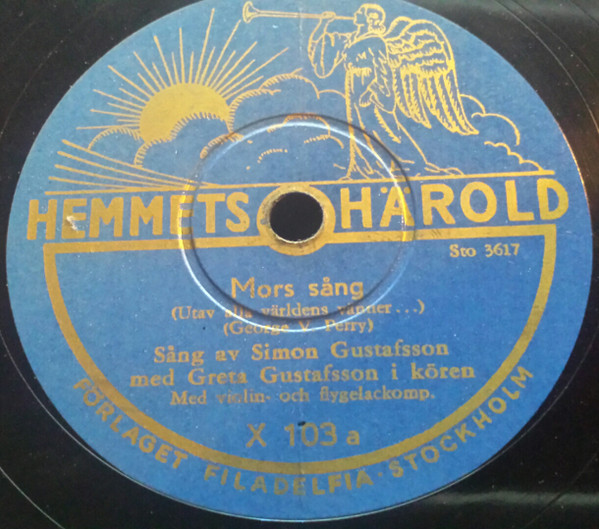 HEMMETS HÄROLD
Sto 3617
Mors sång
(Utav alla världens vänner...)
(George V. Perry)
Sång av Simon Gustafsson
med Greta Gustafsson i kören
Med violin- och flygelackomp.
X 103 a
FÖRLAGET FILADELFIA·STOCKHOLM